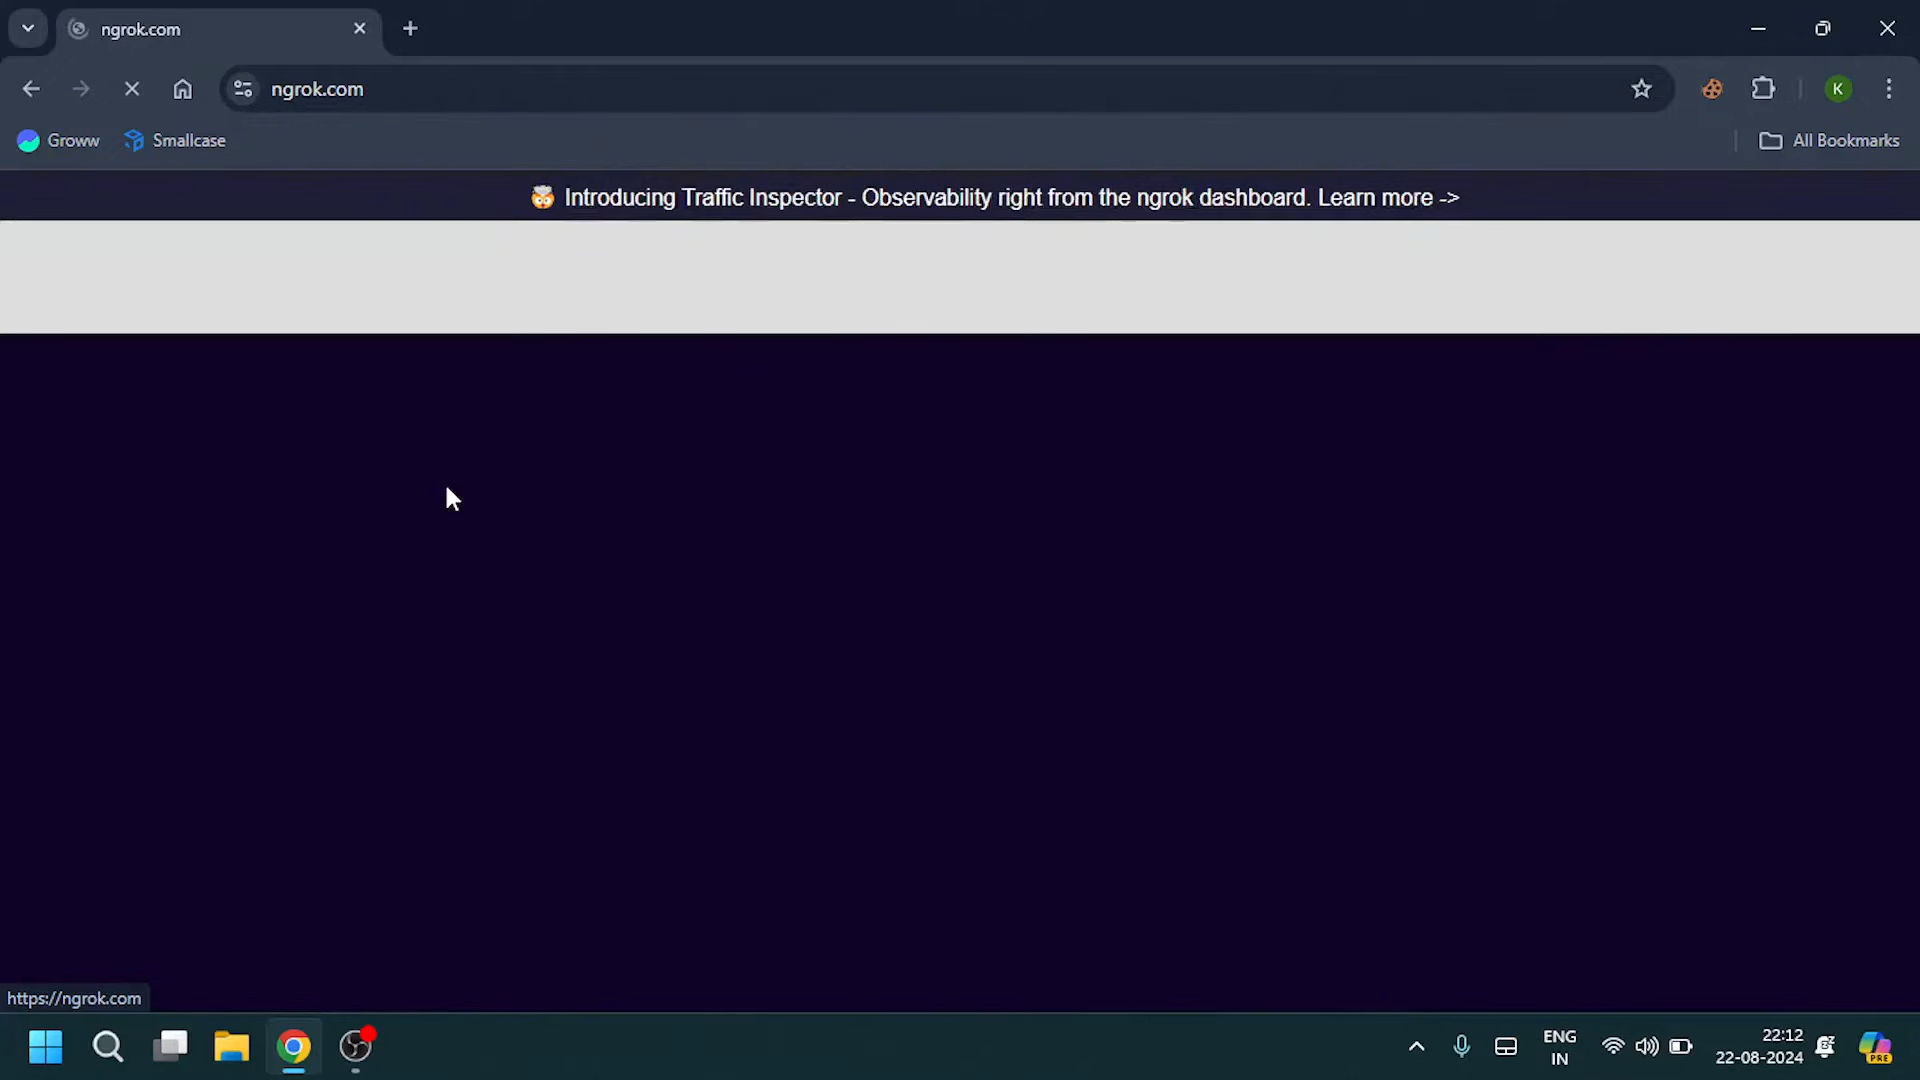 ngrok.com
ngrok.com
K
Groww
Smallcase
All Bookmarks
🤯 Introducing Traffic Inspector - Observability right from the ngrok dashboard. Learn more ->
https://ngrok.com
ENG
IN
22:12
22-08-2024
PRE